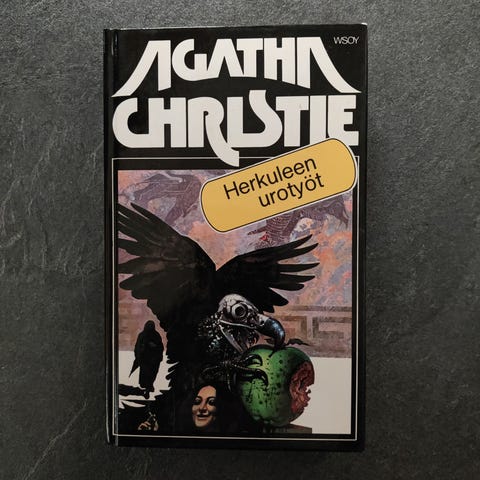 WSOY
AGATHA
CHRISTIE
Herkuleen
urotyöt